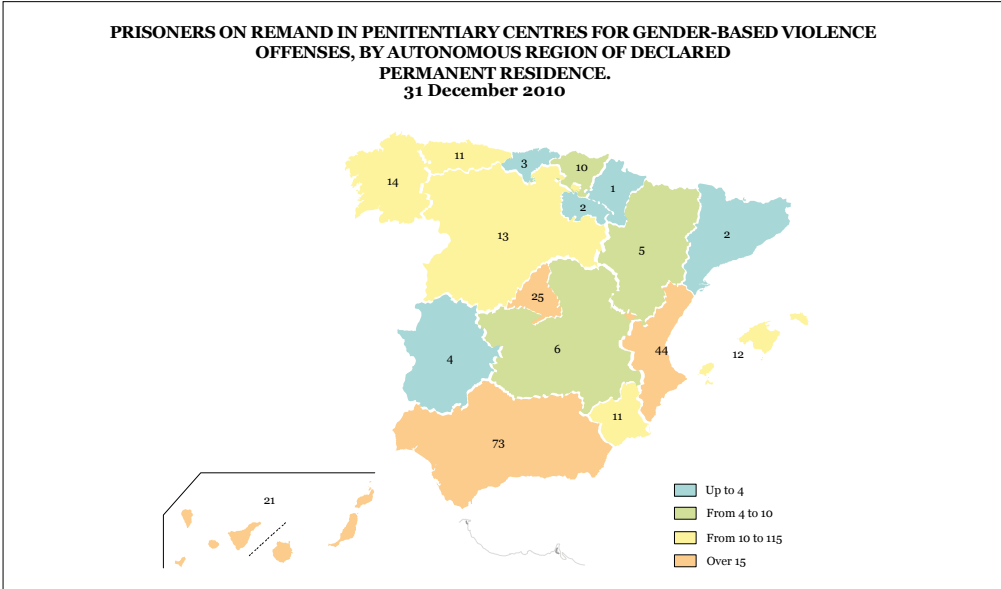 PRISONERS ON REMAND IN PENITENTIARY CENTRES FOR GENDER-BASED VIOLENCE
OFFENSES, BY AUTONOMOUS REGION OF DECLARED
PERMANENT RESIDENCE.
31 December 2010
11
3
10
14
1
2
13
2
5
25
44
12
6
4
11
73
21
Up to 4
From 4 to 10
From 10 to 115
Over 15